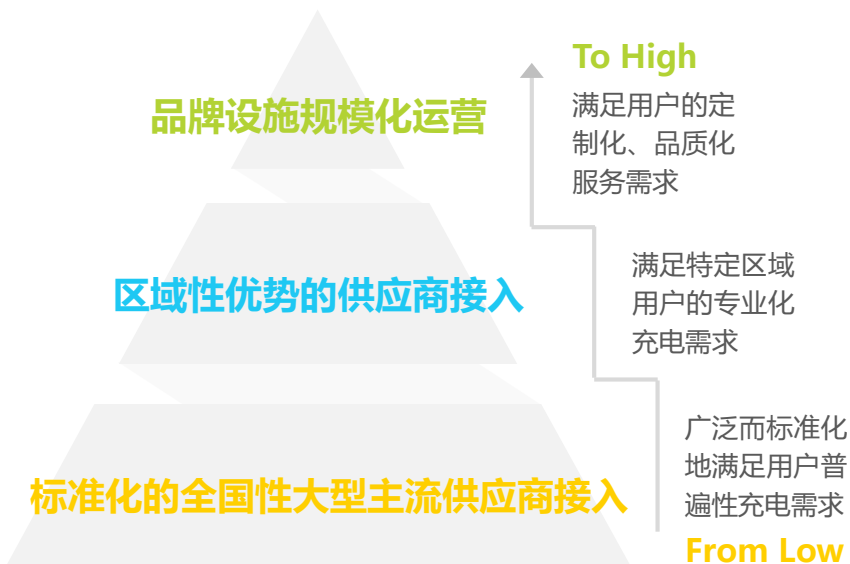 To High
品牌设施规模化运营
满足用户的定
制化、品质化
服务需求
区域性优势的供应商接入
满足特定区域
用户的专业化
充电需求
标准化的全国性大型主流供应商接入
广泛而标准化
地满足用户普
遍性充电需求
From Low